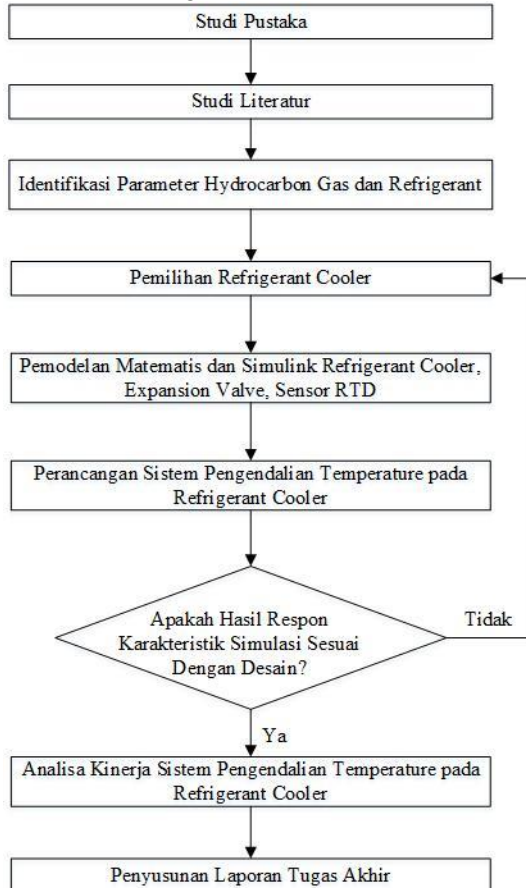 Studi Pustaka
Studi Literatur
Identifikasi Parameter Hydrocarbon Gas dan Refrigerant
Pemilihan Refrigerant Cooler
Pemodelan Matematis dan Simulink Refrigerant Cooler,
Expansion Valve, Sensor RTD
Perancangan Sistem Pengendalian Temperature pada
Refrigerant Cooler
Apakah Hasil Respon
Karakteristik Simulasi Sesuai
Dengan Desain?
Tidak
Ya
Analisa Kinerja Sistem Pengendalian Temperature pada
Refrigerant Cooler
Penyusunan Laporan Tugas Akhir